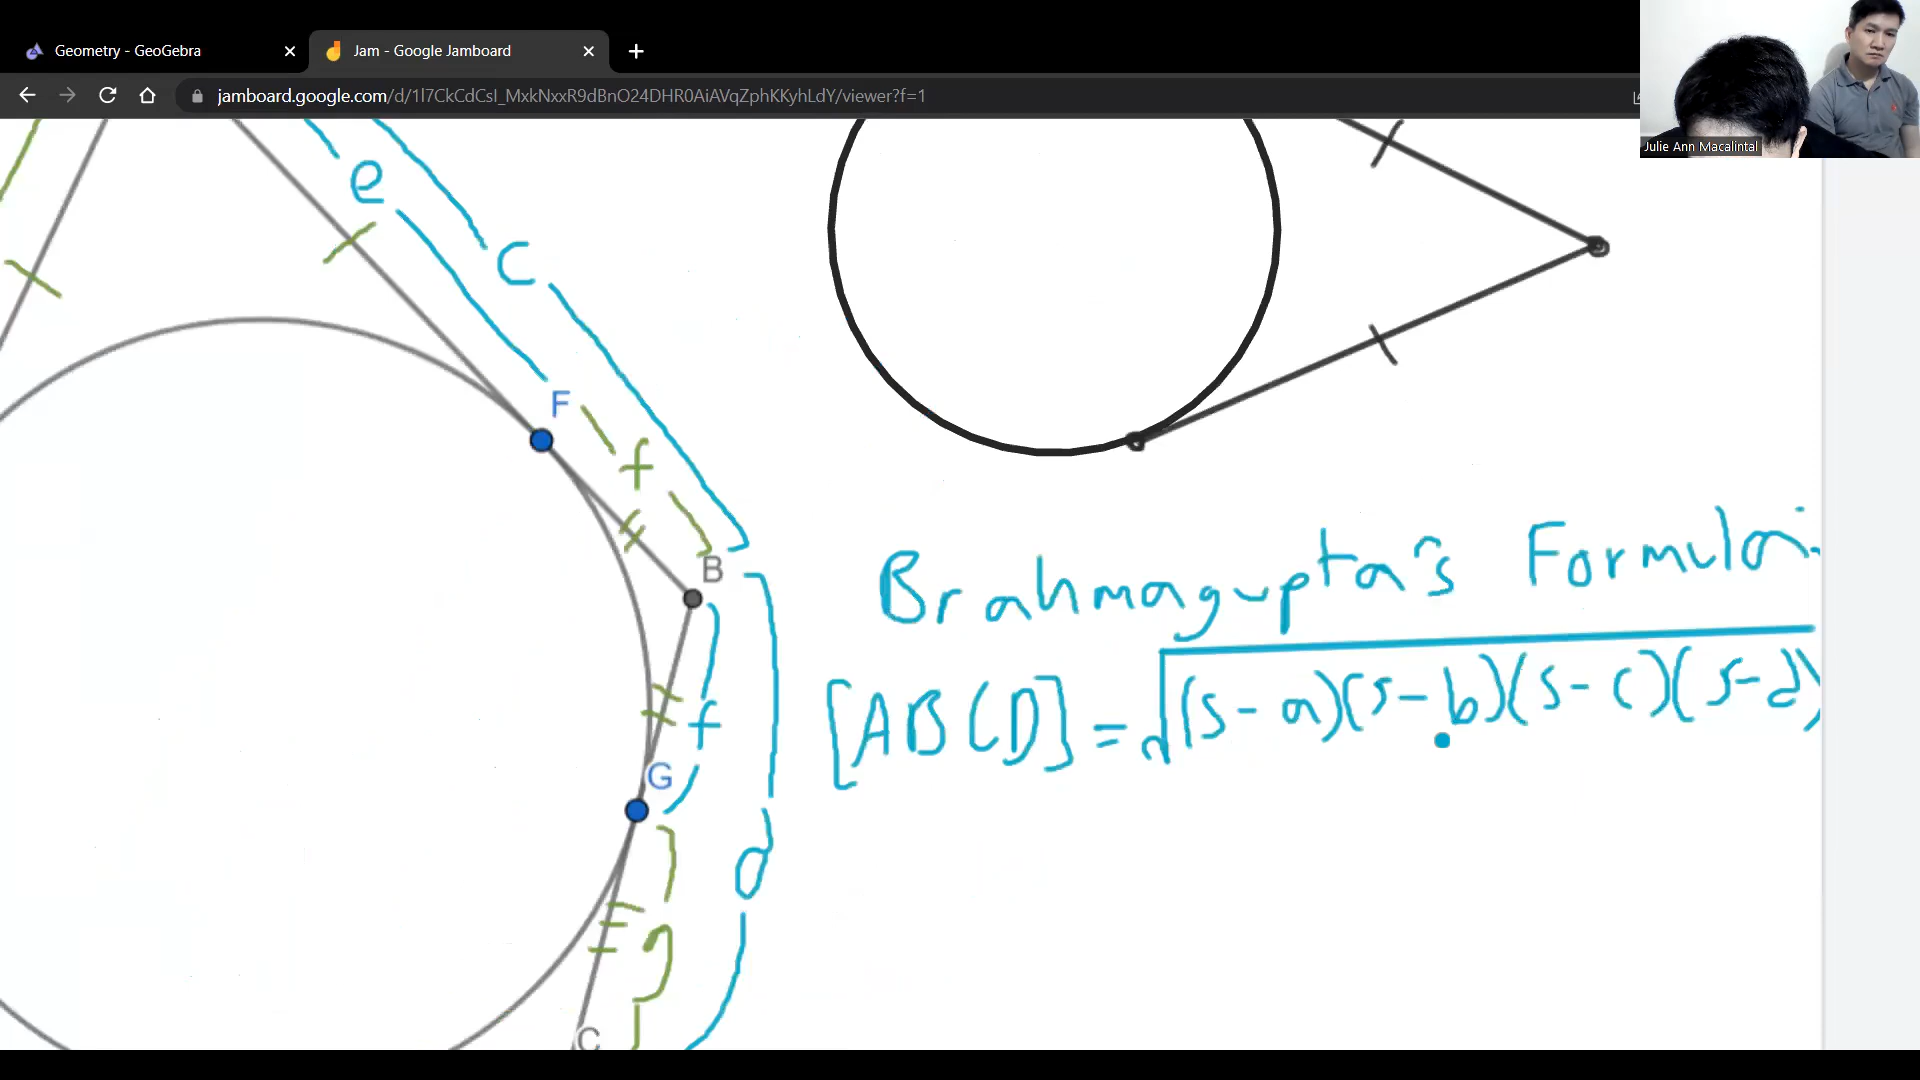 Geometry - GeoGebra
Jam - Google Jamboard
jamboard.google.com/d/1l7CkCdCsI_MxkNxxR9dBnO24DHR0AiAVqZphKKyhLdY/viewer?f=1
Julie Ann Macalintal
e
C
F
f
B
f
G
d
g
C
Brahmagupta's Formula:
[ABCD] = √(s-a)(s-b)(s-c)(s-d)